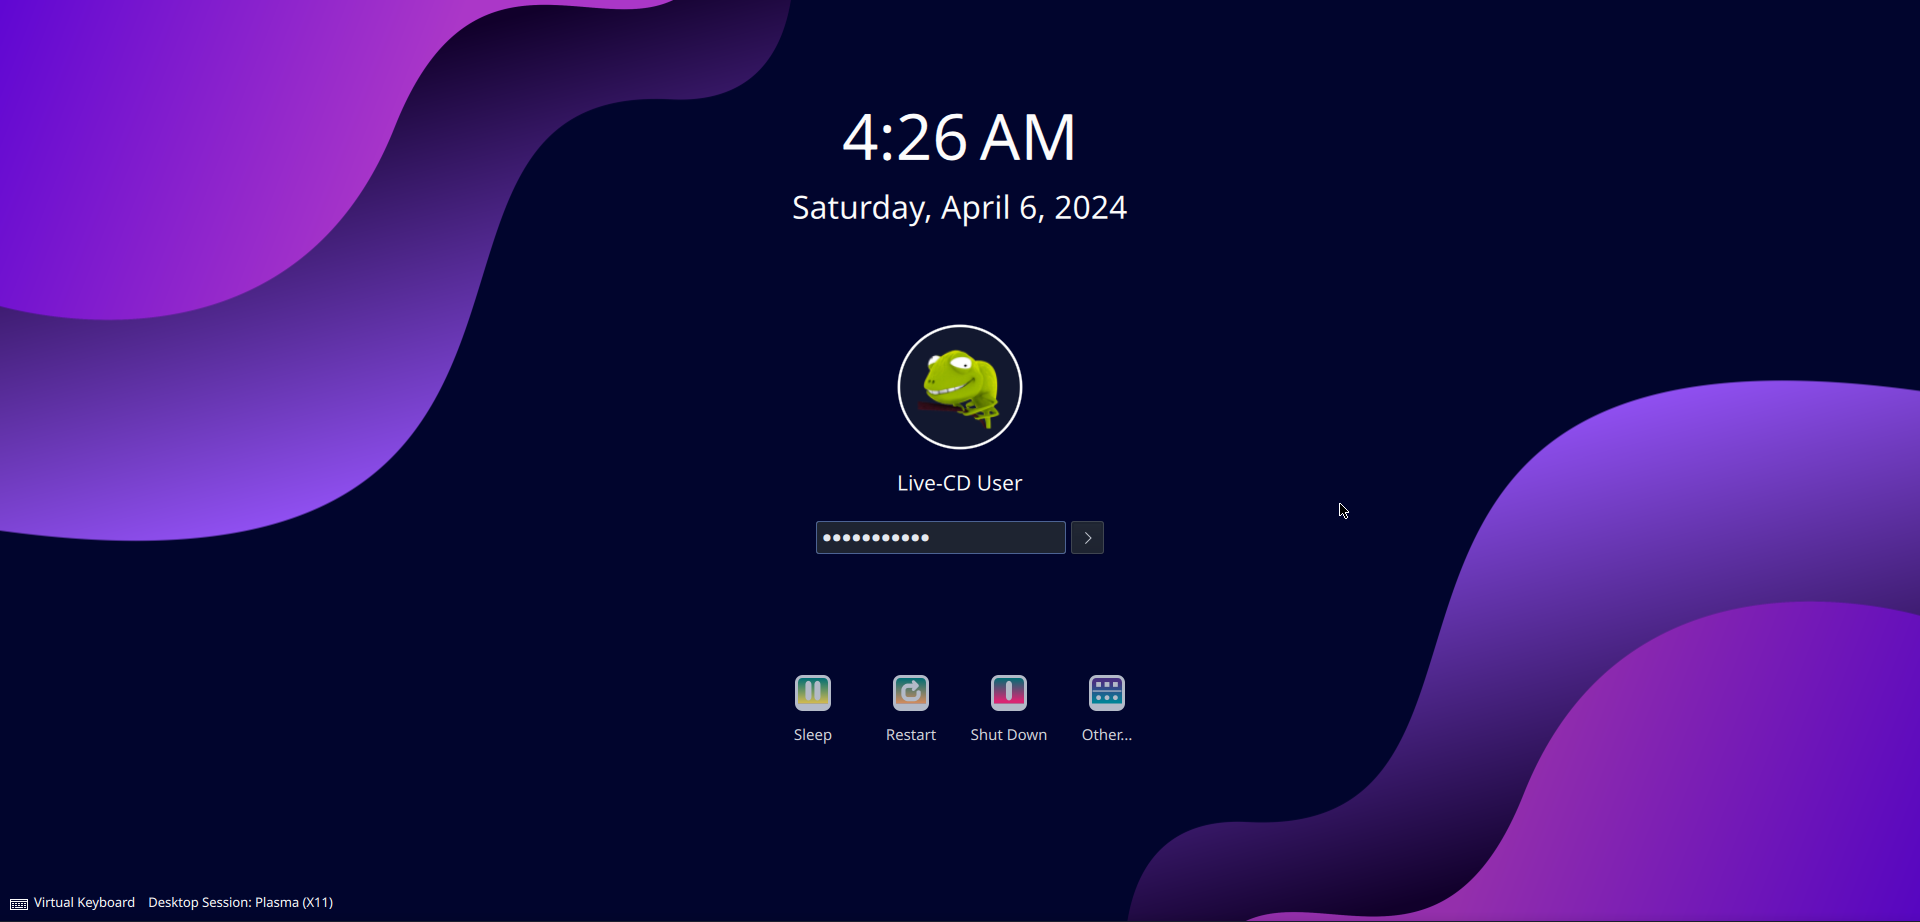 4:26 AM
Saturday, April 6, 2024
Live-CD User
Sleep
Restart
Shut Down
Other...
Virtual Keyboard
Desktop Session: Plasma (X11)